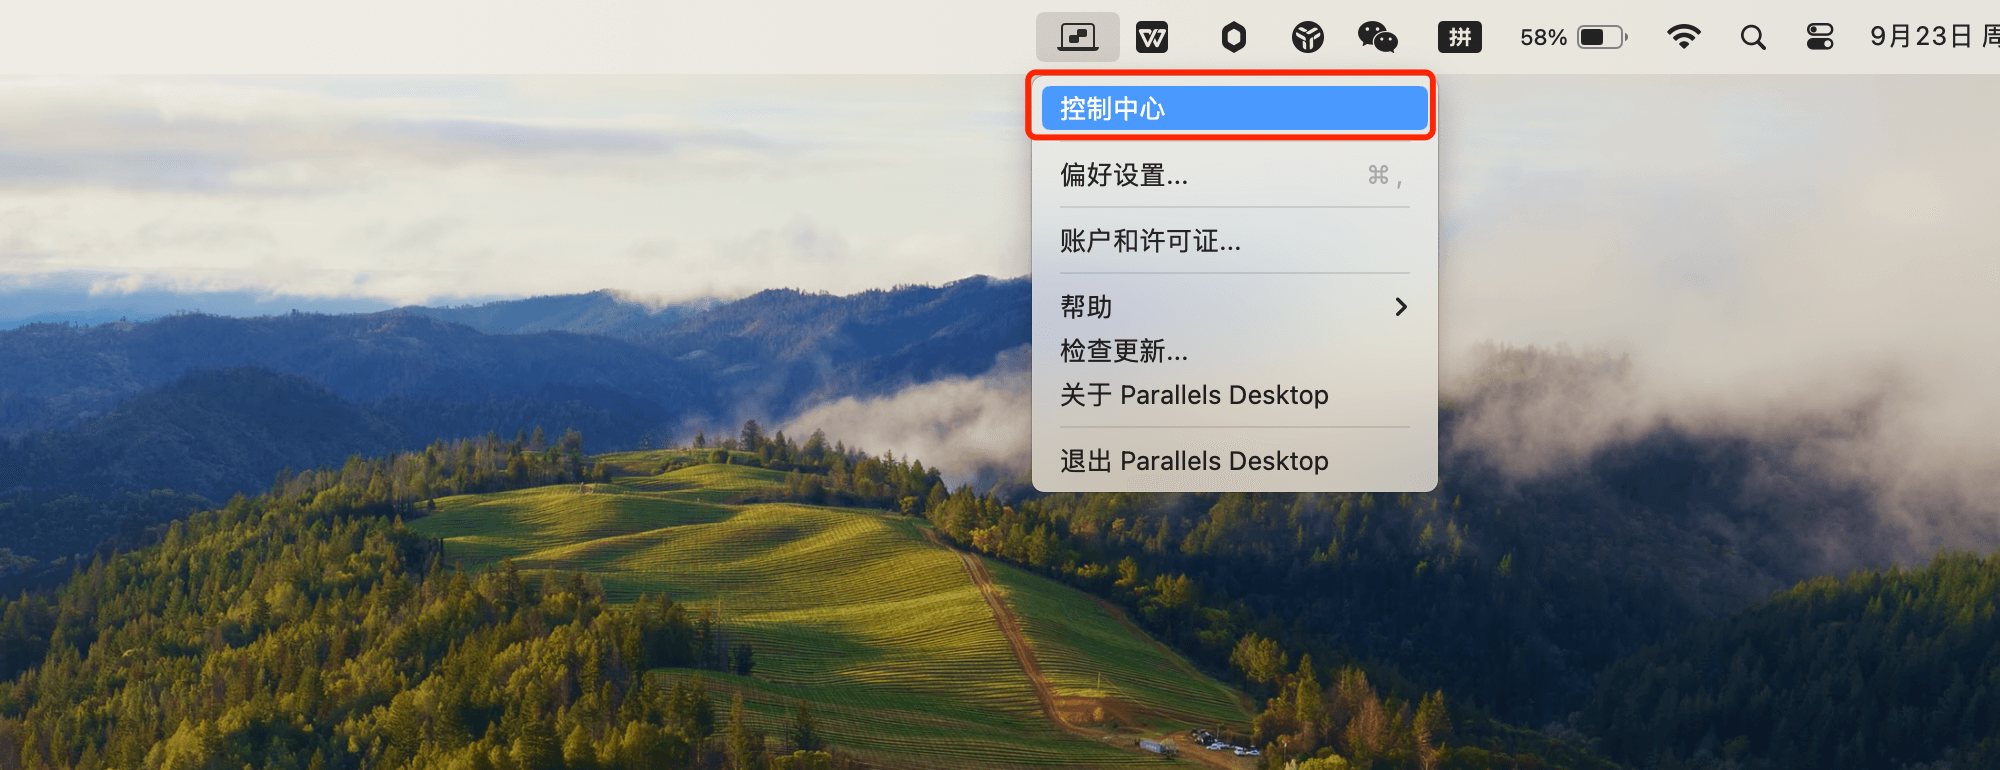 拼 58% 9月23日 周
控制中心
偏好设置... ⌘ ,
账户和许可证...
帮助
检查更新...
关于 Parallels Desktop
退出 Parallels Desktop